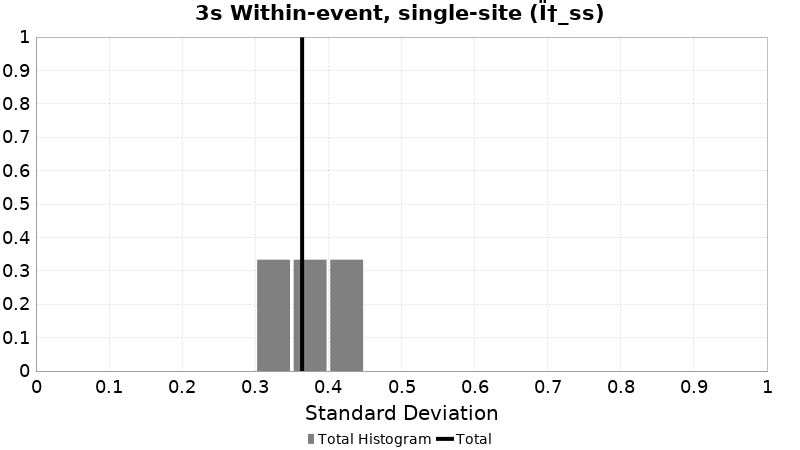 3s Within-event, single-site (Ï†_ss)
1
0.9
0.8
0.7
0.6
0.5
0.4
0.3
0.2
0.1
0
0 0.1 0.2 0.3 0.4 0.5 0.6 0.7 0.8 0.9 1
Standard Deviation
Total Histogram Total